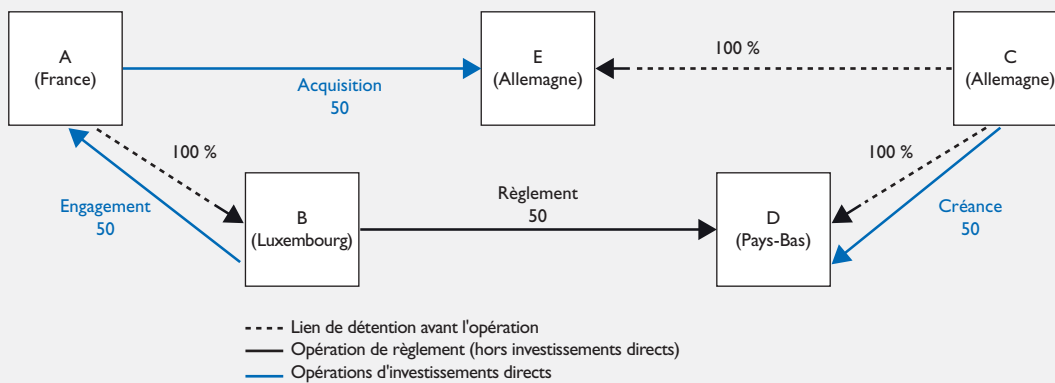 A
(France)
Acquisition
50
E
(Allemagne)
100 %
C
(Allemagne)
100 %
Engagement
50
B
(Luxembourg)
Règlement
50
D
(Pays-Bas)
100 %
Créance
50
Lien de détention avant l'opération
Opération de règlement (hors investissements directs)
Opérations d'investissements directs